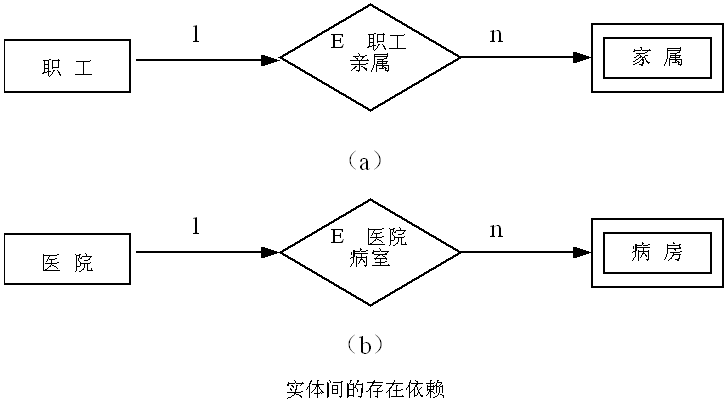 职 工
1
E 职工
亲属
n
家 属
（a）
医 院
1
E 医院
病室
n
病 房
（b）
实体间的存在依赖